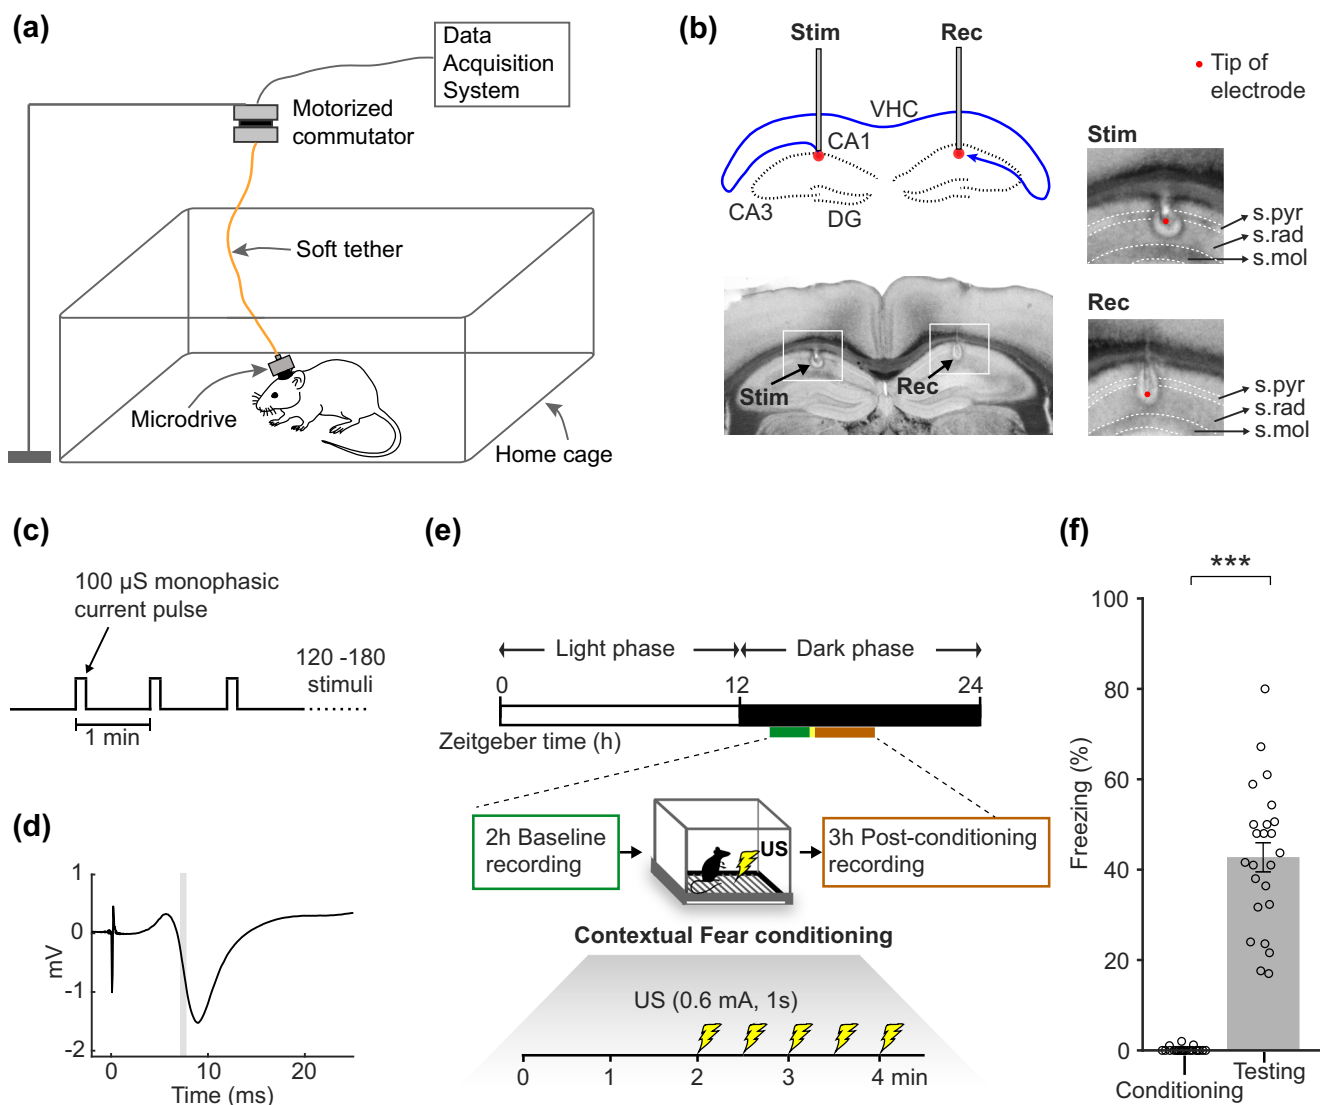 (a)
Data
Acquisition
System
Motorized
commutator
Soft tether
Microdrive
Home cage
(b)
Stim
Rec
VHC
CA1
CA3
DG
Tip of
electrode
Stim
s.pyr
s.rad
s.mol
Stim
Rec
Rec
s.pyr
s.rad
s.mol
(c)
100 µS monophasic
current pulse
120 -180
stimuli
1 min
(d)
1
0
-1
-2
mV
0
10
20
Time (ms)
(e)
Light phase
Dark phase
0
12
24
Zeitgeber time (h)
2h Baseline
recording
US
3h Post-conditioning
recording
Contextual Fear conditioning
US (0.6 mA, 1s)
0
1
2
3
4 min
(f)
***
100
80
60
40
20
0
Freezing (%)
Conditioning
Testing